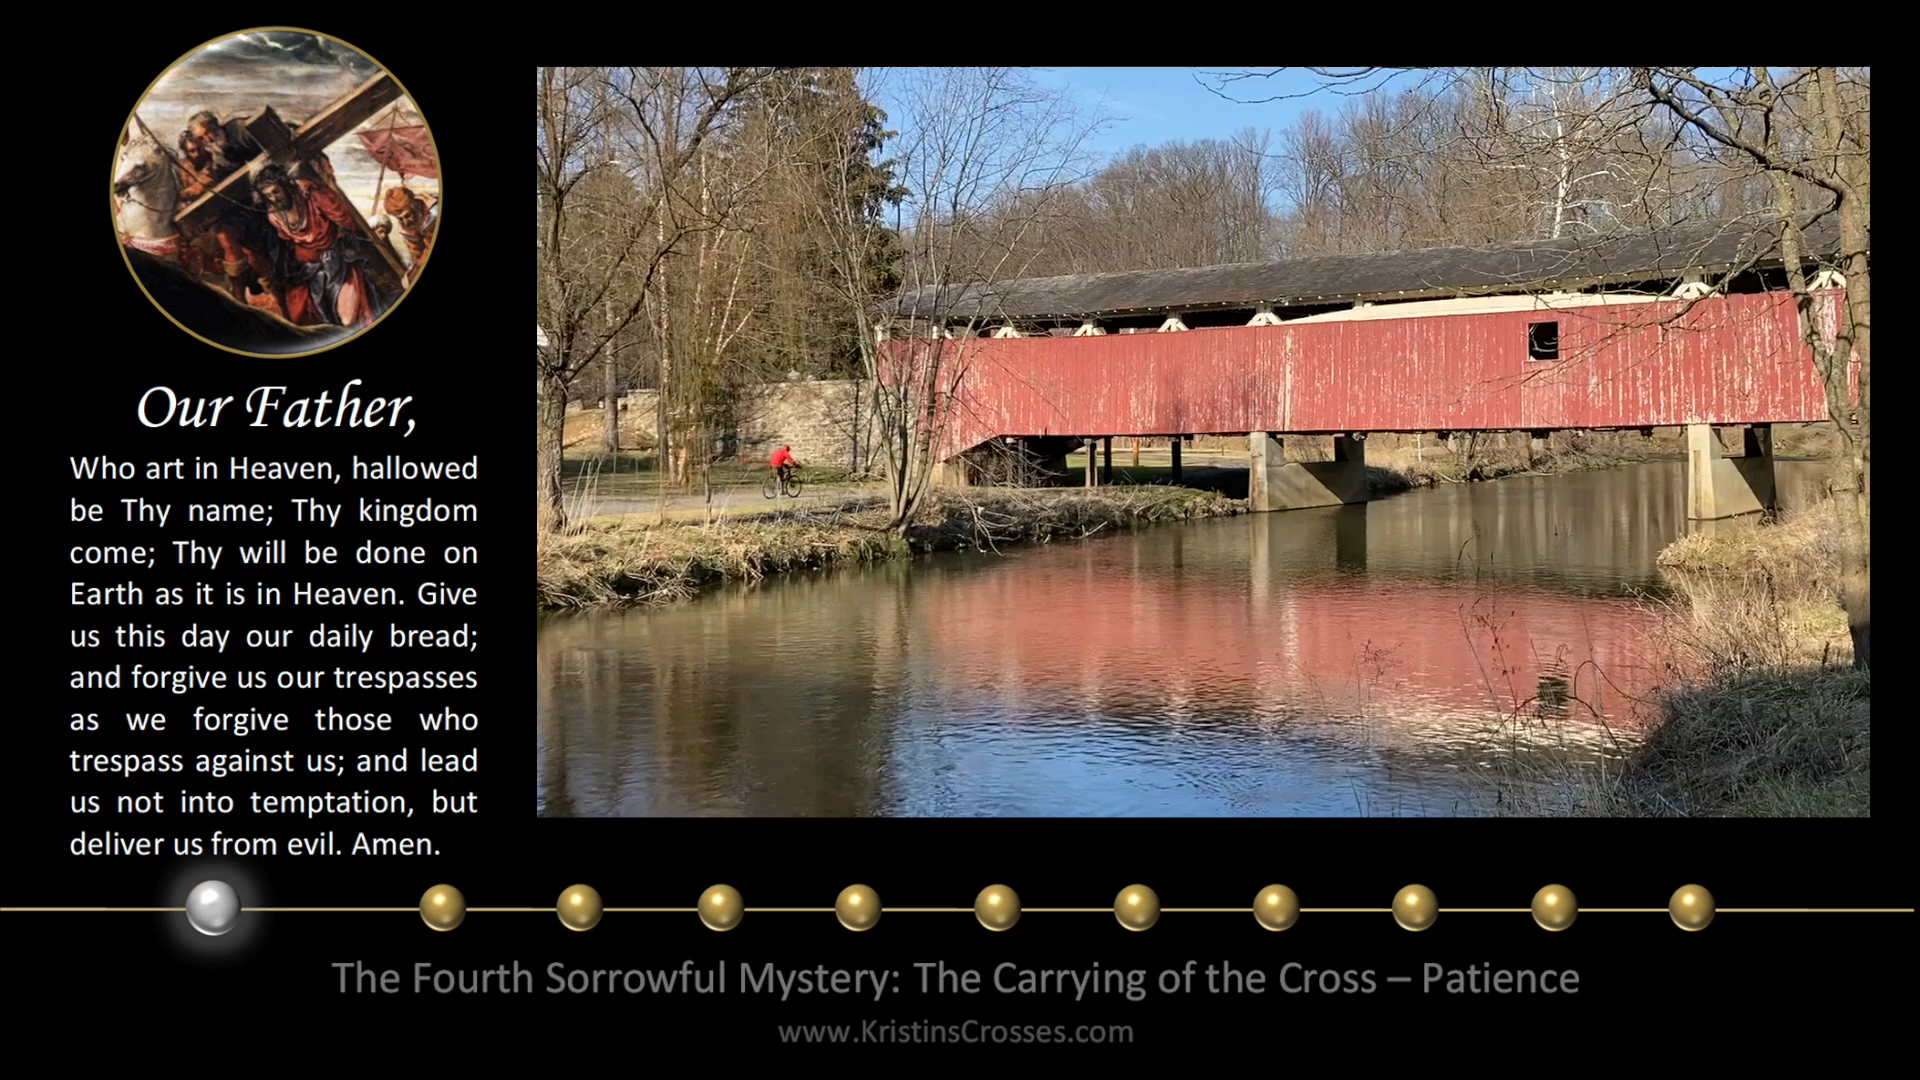 Our Father,
Who art in Heaven, hallowed
be Thy name; Thy kingdom
come; Thy will be done on
Earth as it is in Heaven. Give
us this day our daily bread;
and forgive us our trespasses
as we forgive those who
trespass against us; and lead
us not into temptation, but
deliver us from evil. Amen.
The Fourth Sorrowful Mystery: The Carrying of the Cross – Patience
www.KristinsCrosses.com